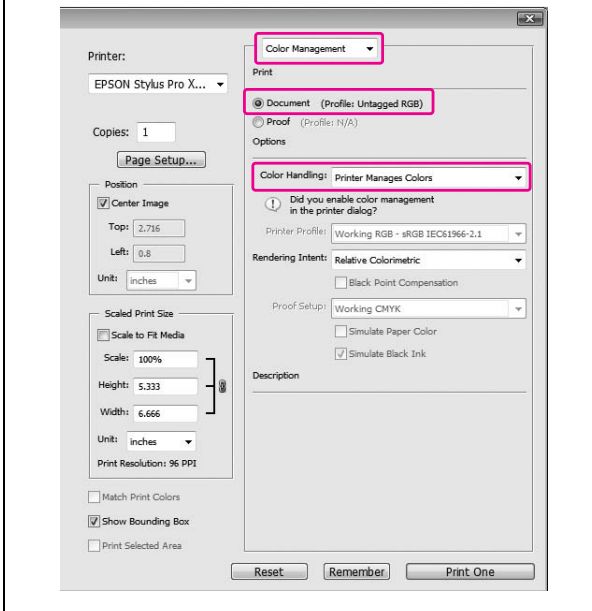 Printer:
EPSON Stylus Pro X...
Copies: 1
Page Setup...
Position
Center Image
Top: 2.716
Left: 0.8
Unit: inches
Scaled Print Size
Scale to Fit Media
Scale: 100%
Height: 5.333
Width: 6.666
Unit: inches
Print Resolution: 96 PPI
Match Print Colors
Show Bounding Box
Print Selected Area
Color Management
Print
Document (Profile: Untagged RGB)
Proof (Profile: N/A)
Options
Color Handling: Printer Manages Colors
Did you enable color management
in the printer dialog?
Printer Profile: Working RGB - sRGB IEC61966-2.1
Rendering Intent: Relative Colorimetric
Black Point Compensation
Proof Setup: Working CMYK
Simulate Paper Color
Simulate Black Ink
Description
Reset Remember Print One